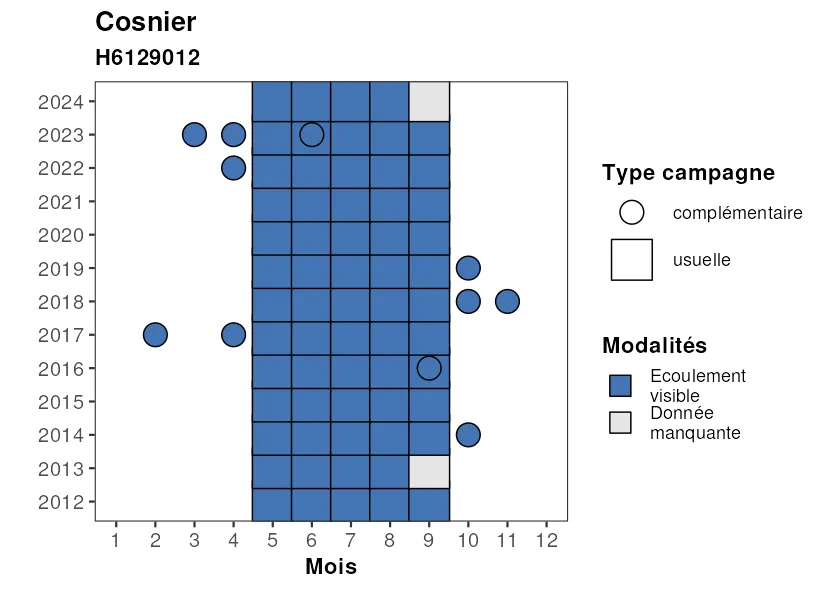 Cosnier
H6129012
2024
2023
2022
2021
2020
2019
2018
2017
2016
2015
2014
2013
2012
1 2 3 4 5 6 7 8 9 10 11 12
Mois
Type campagne
complémentaire
usuelle
Modalités
Ecoulement
visible
Donnée
manquante